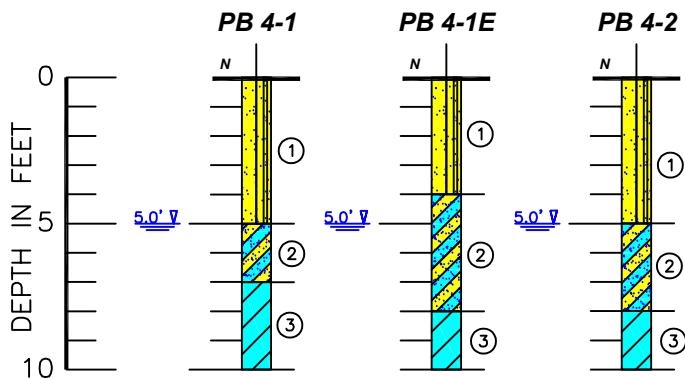 PB 4-1 PB 4-1E PB 4-2
N N N
0
1 1 1
5.0' 5.0' 5.0'
5
2 2 2
3 3 3
10
DEPTH IN FEET